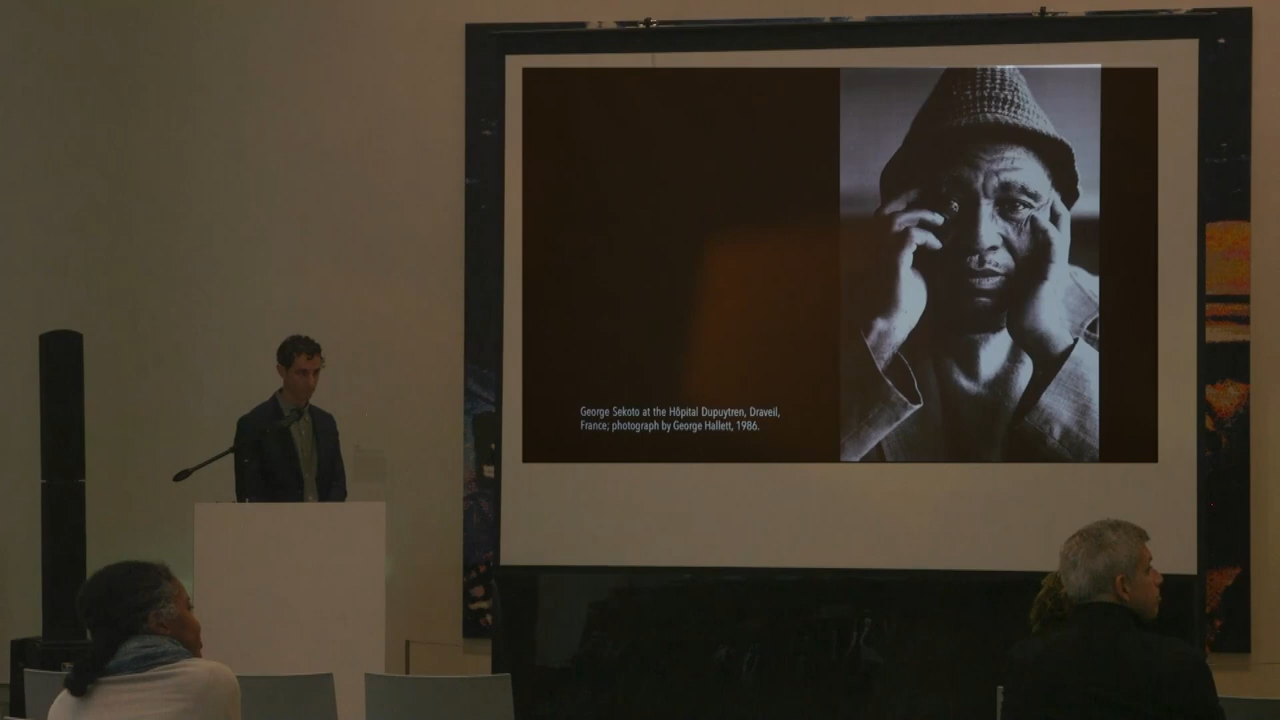 George Sekoto at the Hôpital Dupuytren, Draveil,
France; photograph by George Hallett, 1986.